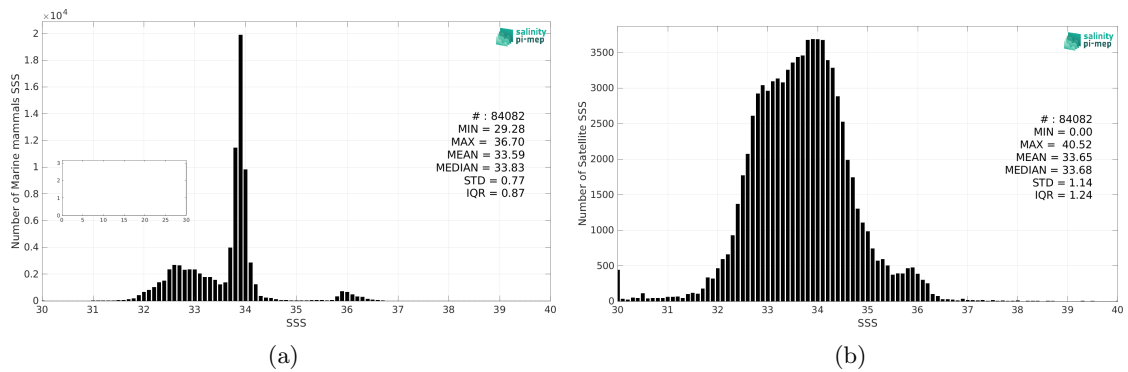 ×10⁴
2
1.8
1.6
1.4
1.2
1
0.8
0.6
0.4
0.2
0
Number of Marine mammals SSS
salinity
pi-mep
# : 84082
MIN = 29.28
MAX = 36.70
MEAN = 33.59
MEDIAN = 33.83
STD = 0.77
IQR = 0.87
3
2
1
0
0 5 10 15 20 25 30
30 31 32 33 34 35 36 37 38 39 40
SSS
(a)
3500
3000
2500
2000
1500
1000
500
0
Number of Satellite SSS
salinity
pi-mep
# : 84082
MIN = 0.00
MAX = 40.52
MEAN = 33.65
MEDIAN = 33.68
STD = 1.14
IQR = 1.24
30 31 32 33 34 35 36 37 38 39 40
SSS
(b)